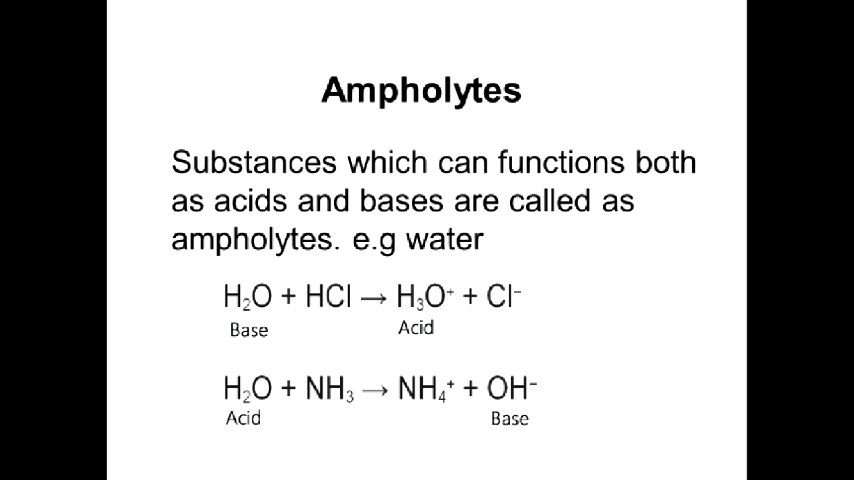 Ampholytes
Substances which can functions both
as acids and bases are called as
ampholytes. e.g water
H₂O + HCl → H₃O⁺ + Cl⁻
Base Acid
H₂O + NH₃ → NH₄⁺ + OH⁻
Acid Base